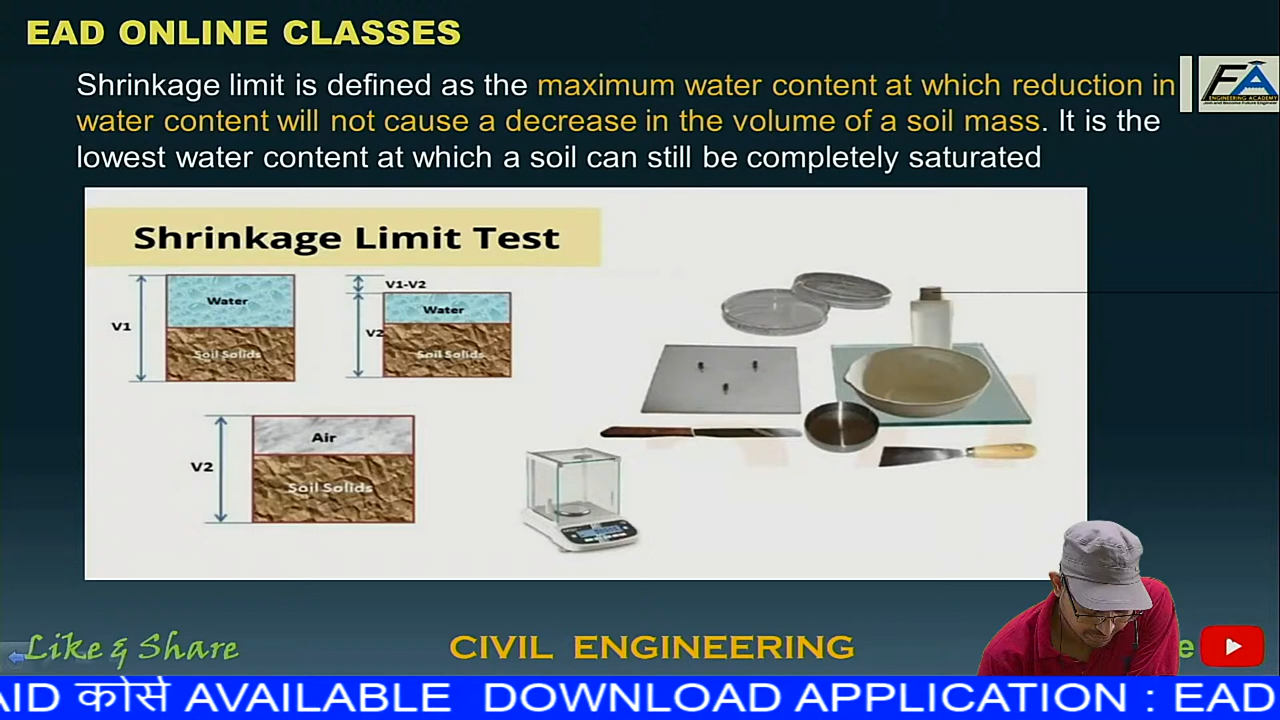 EAD ONLINE CLASSES
Shrinkage limit is defined as the maximum water content at which reduction in
water content will not cause a decrease in the volume of a soil mass. It is the
lowest water content at which a soil can still be completely saturated
ENGINEERING ACADEMY
Shrinkage Limit Test
V1
Water
Soil Solids
V1-V2
V2
Water
Soil Solids
V2
Air
Soil Solids
Like & Share
CIVIL ENGINEERING
e
AID कोर्स AVAILABLE DOWNLOAD APPLICATION : EAD